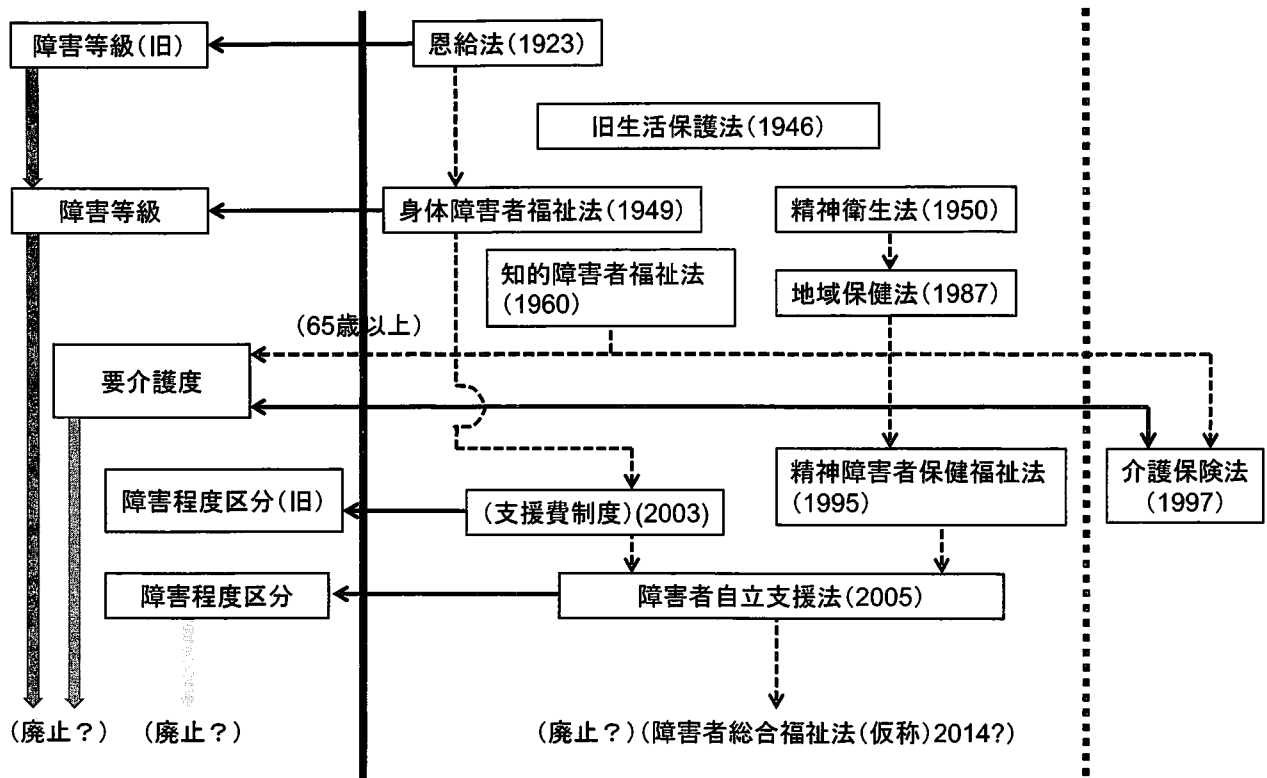 障害等級(旧)
恩給法(1923)
旧生活保護法(1946)
障害等級
身体障害者福祉法(1949)
精神衛生法(1950)
知的障害者福祉法
(1960)
地域保健法(1987)
(65歳以上)
要介護度
障害程度区分(旧)
(支援費制度)(2003)
精神障害者保健福祉法
(1995)
介護保険法
(1997)
障害程度区分
障害者自立支援法(2005)
(廃止?)
(廃止?)
(廃止?)(障害者総合福祉法(仮称)2014?)